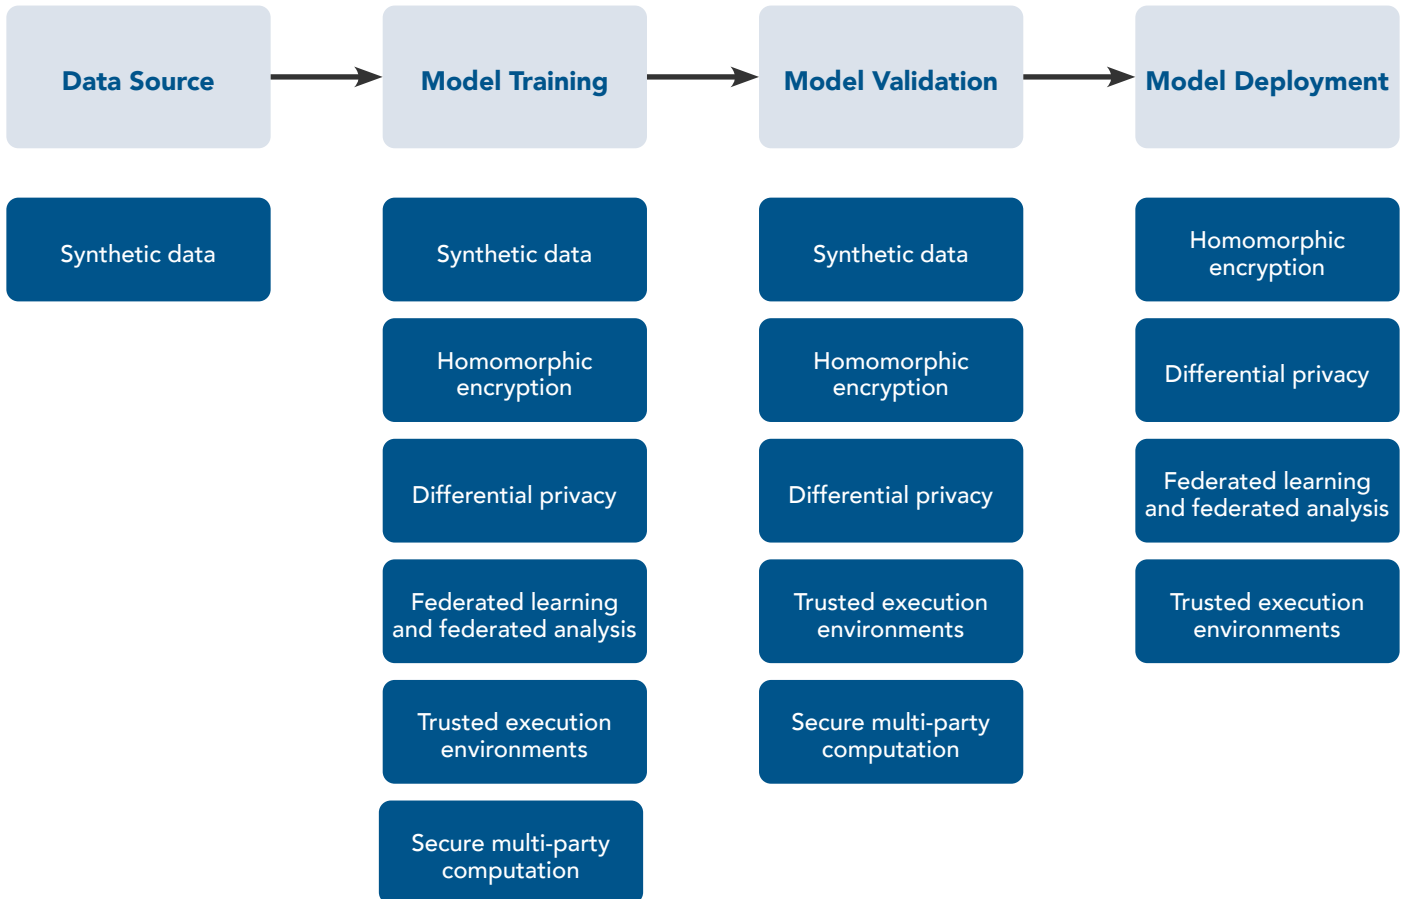 Data Source
Model Training
Model Validation
Model Deployment
Synthetic data
Synthetic data
Homomorphic
encryption
Differential privacy
Federated learning
and federated analysis
Trusted execution
environments
Secure multi-party
computation
Synthetic data
Homomorphic
encryption
Differential privacy
Trusted execution
environments
Secure multi-party
computation
Homomorphic
encryption
Differential privacy
Federated learning
and federated analysis
Trusted execution
environments